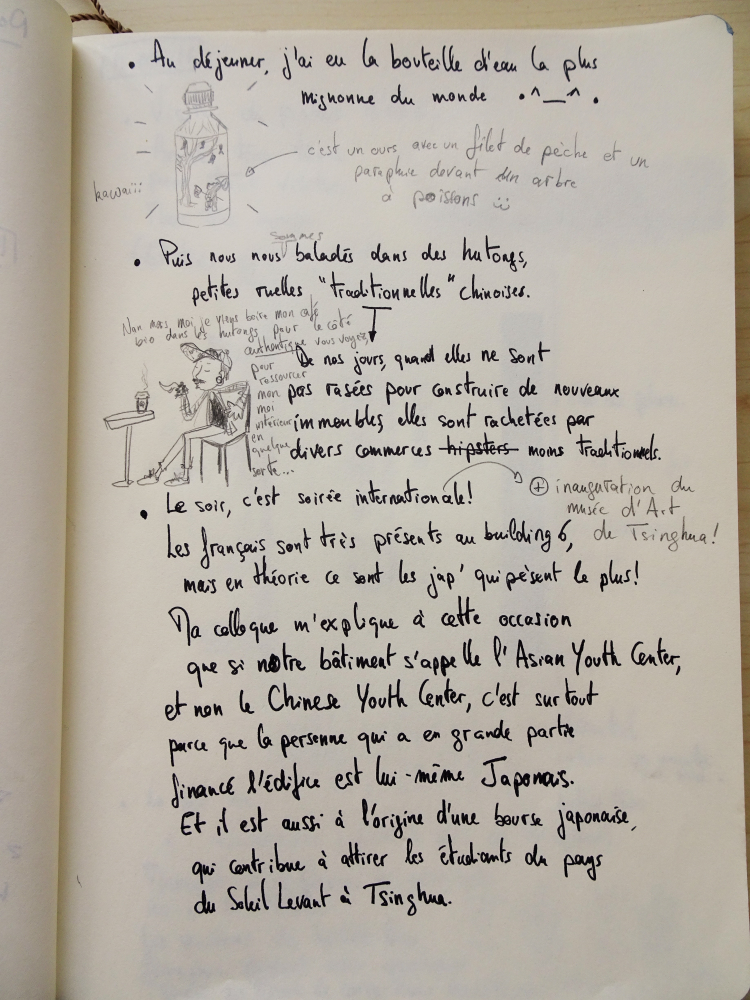 • Au déjeuner, j'ai eu la bouteille d'eau la plus
mignonne du monde •^__^•
c'est un ours avec un filet de pêche et un
parapluie devant un arbre
à poissons
kawaiii
• Puis nous nous sommes baladés dans des hutongs,
petites ruelles "traditionnelles" chinoises.
Nan mais moi je viens boire mon café
bio dans les hutongs pour le côté
authentique vous voyez,
pour
ressourcer
mon
moi
intérieur
en
quelque
sorte...
De nos jours, quand elles ne sont
pas rasées pour construire de nouveaux
immeubles, elles sont rachetées par
divers commerces hipsters moins traditionnels.
• Le soir, c'est soirée internationale!
+ inauguration du
musée d'Art
de Tsinghua!
Les français sont très présents au building 6,
mais en théorie ce sont les jap' qui pèsent le plus!
Ma colloque m'explique à cette occasion
que si notre bâtiment s'appelle l'Asian Youth Center,
et non le Chinese Youth Center, c'est surtout
parce que la personne qui a en grande partie
financé l'édifice est lui-même Japonais.
Et il est aussi à l'origine d'une bourse japonaise,
qui contribue à attirer les étudiants du pays
du Soleil Levant à Tsinghua.